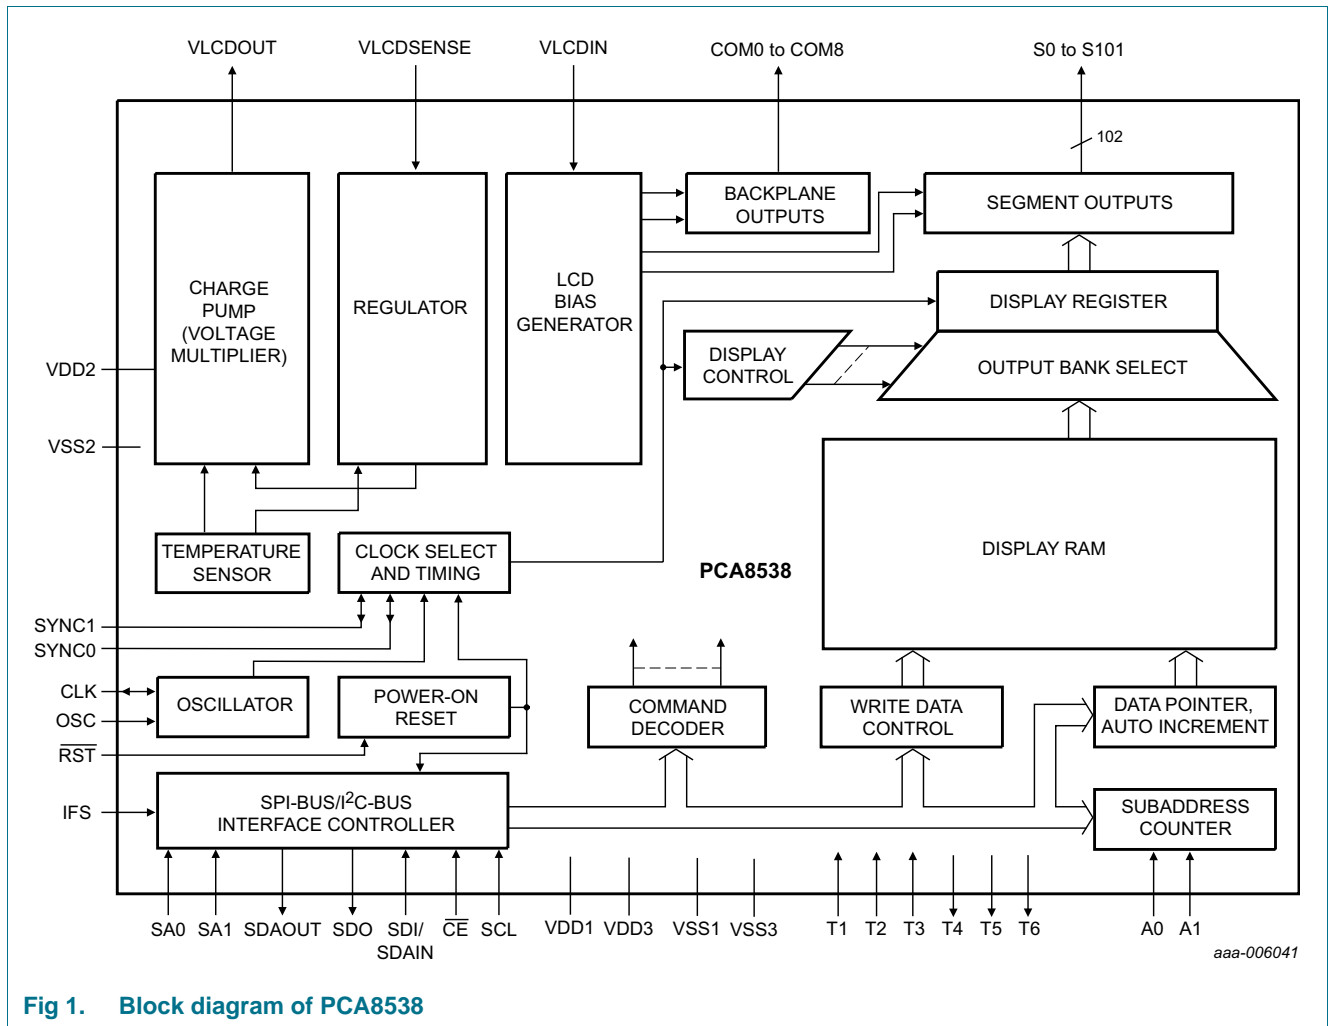 VLCDOUT
VLCDSENSE
VLCDIN
COM0 to COM8
S0 to S101
102
CHARGE
PUMP
(VOLTAGE
MULTIPLIER)
REGULATOR
LCD
BIAS
GENERATOR
BACKPLANE
OUTPUTS
SEGMENT OUTPUTS
DISPLAY REGISTER
DISPLAY
CONTROL
OUTPUT BANK SELECT
VDD2
VSS2
TEMPERATURE
SENSOR
CLOCK SELECT
AND TIMING
PCA8538
DISPLAY RAM
SYNC1
SYNC0
CLK
OSC
RST
OSCILLATOR
POWER-ON
RESET
COMMAND
DECODER
WRITE DATA
CONTROL
DATA POINTER,
AUTO INCREMENT
IFS
SPI-BUS/I²C-BUS
INTERFACE CONTROLLER
SUBADDRESS
COUNTER
SA0
SA1
SDAOUT
SDO
SDI/
SDAIN
CE
SCL
VDD1
VDD3
VSS1
VSS3
T1
T2
T3
T4
T5
T6
A0
A1
aaa-006041
Fig 1. Block diagram of PCA8538